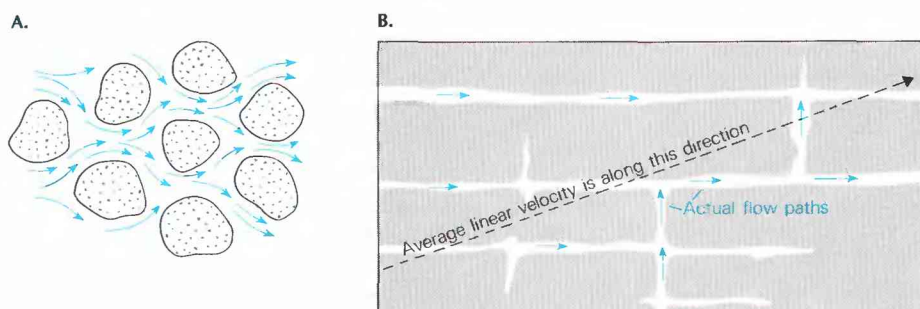 A.
B.
Average linear velocity is along this direction
Actual flow paths